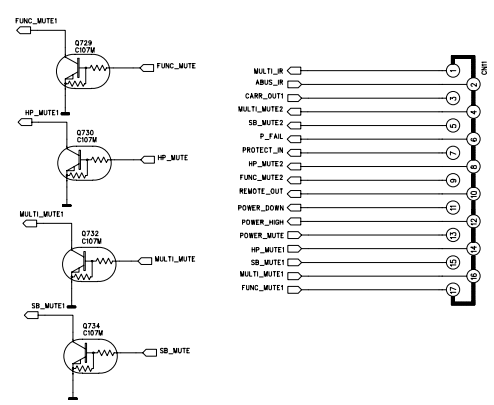 FUNC_MUTE1
Q729
C107M
FUNC_MUTE
HP_MUTE1
Q730
C107M
HP_MUTE
MULTI_MUTE1
Q732
C107M
MULTI_MUTE
SB_MUTE1
Q734
C107M
SB_MUTE
CN11
MULTI_IR 1
ABUS_IR 2
CARR_OUT1 3
MULTI_MUTE2 4
SB_MUTE2 5
P_FAIL 6
PROTECT_IN 7
HP_MUTE2 8
FUNC_MUTE2 9
REMOTE_OUT 10
POWER_DOWN 11
POWER_HIGH 12
POWER_MUTE 13
HP_MUTE1 14
SB_MUTE1 15
MULTI_MUTE1 16
FUNC_MUTE1 17